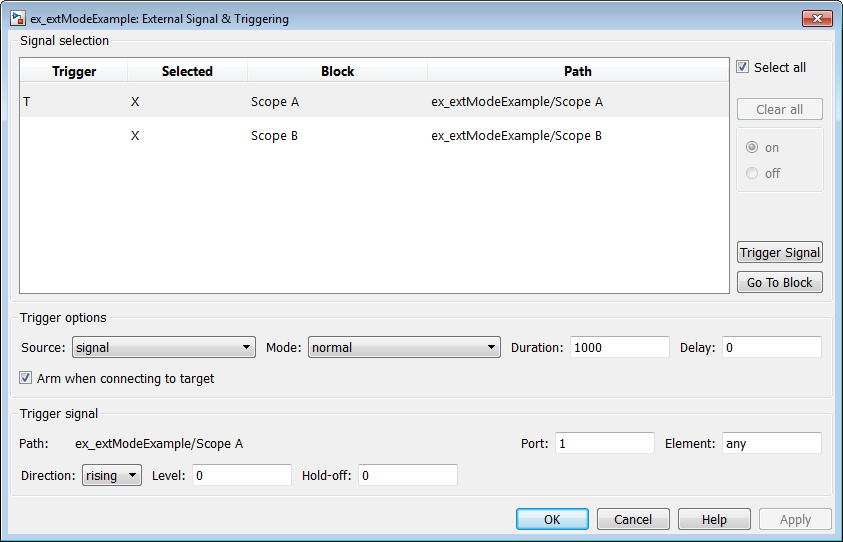 ex_extModeExample: External Signal & Triggering
Signal selection
Trigger Selected Block Path
T X Scope A ex_extModeExample/Scope A
X Scope B ex_extModeExample/Scope B
Select all
Clear all
on
off
Trigger Signal
Go To Block
Trigger options
Source: signal Mode: normal Duration: 1000 Delay: 0
Arm when connecting to target
Trigger signal
Path: ex_extModeExample/Scope A Port: 1 Element: any
Direction: rising Level: 0 Hold-off: 0
OK Cancel Help Apply